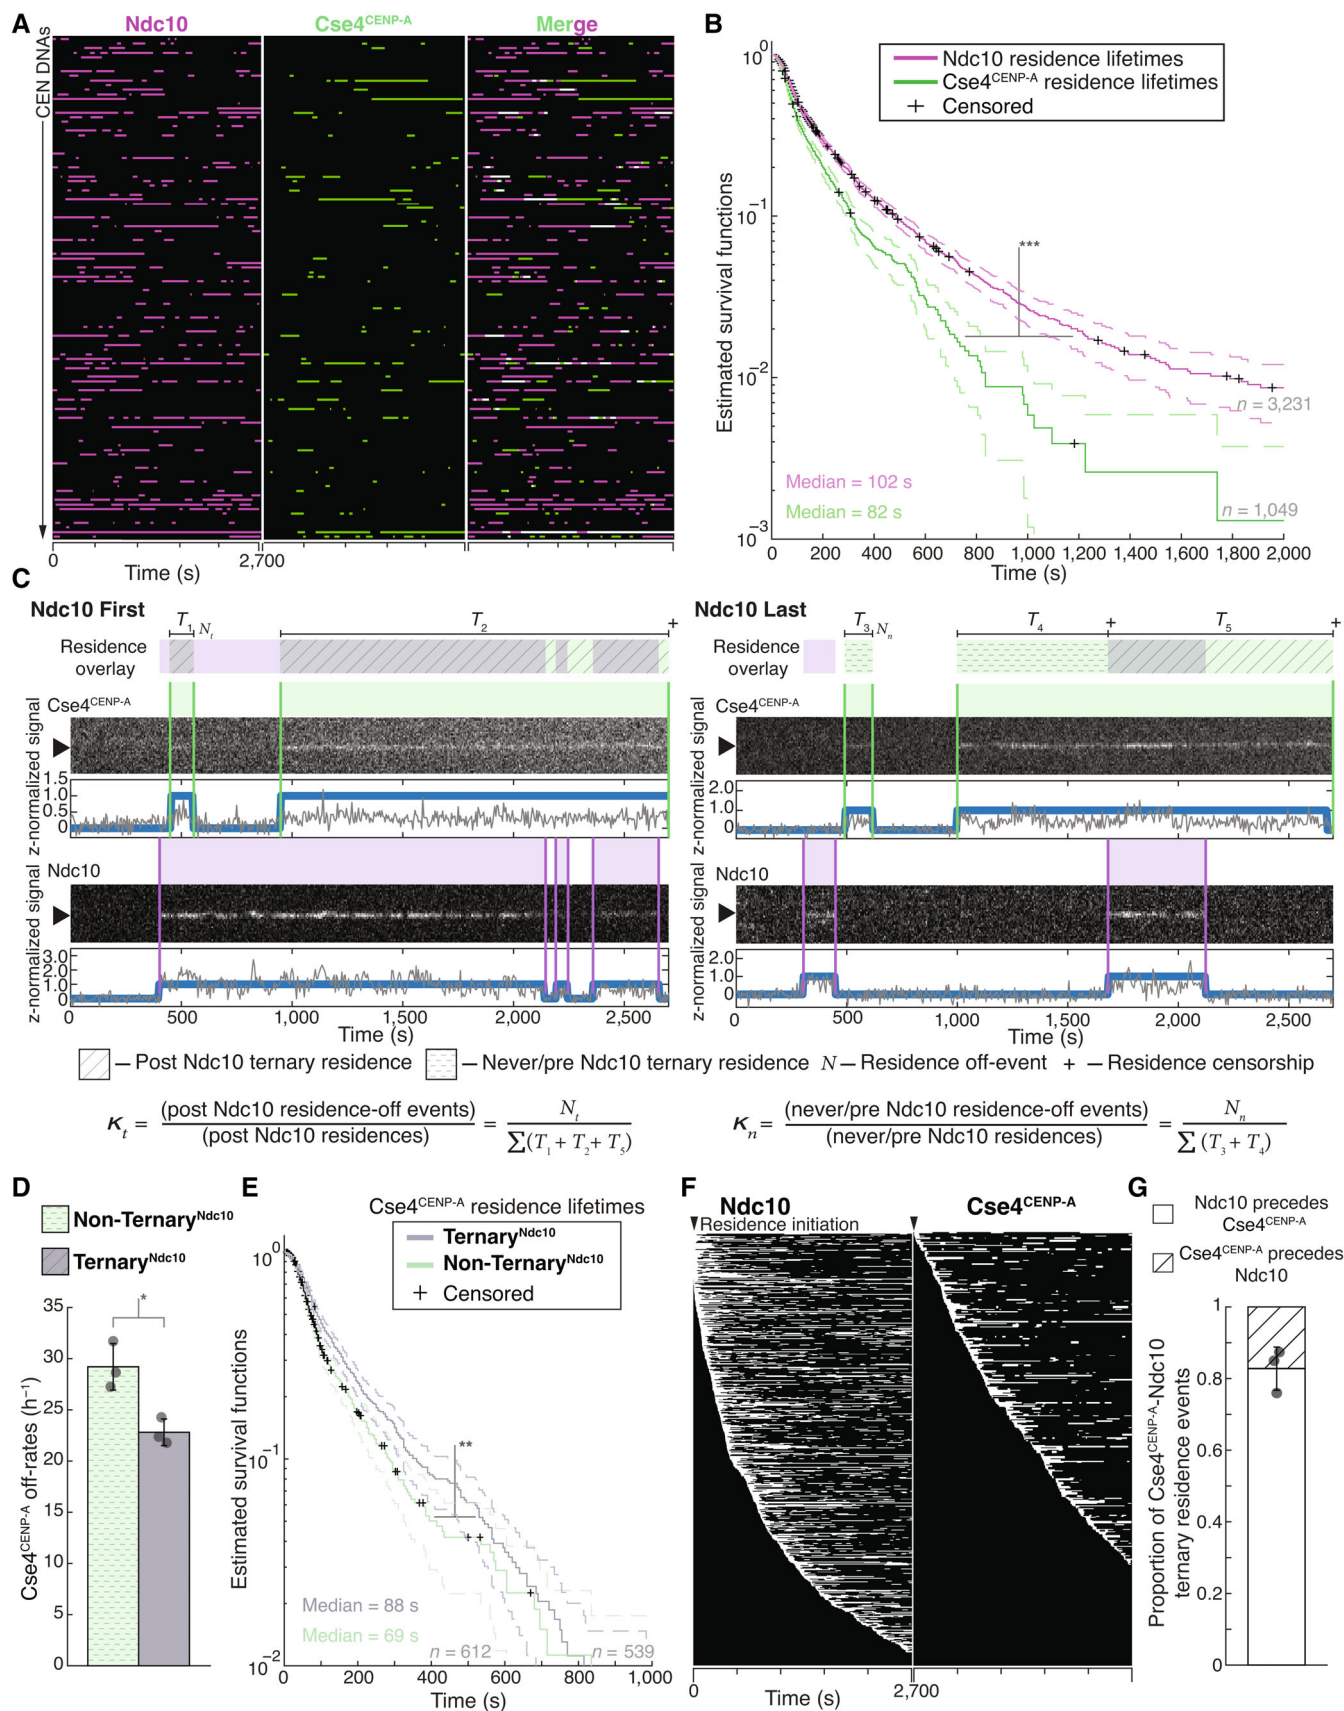 A
Ndc10
Cse4CENP-A
Merge
CEN DNAs
0
2,700
Time (s)
Time (s)
B
Ndc10 residence lifetimes
Cse4CENP-A residence lifetimes
+ Censored
Estimated survival functions
10^0
10^−1
10^−2
10^−3
***
n = 3,231
n = 1,049
Median = 102 s
Median = 82 s
0 200 400 600 800 1,000 1,200 1,400 1,600 1,800 2,000
Time (s)
C
Ndc10 First
T1 Nt T2 +
Residence
overlay
Cse4CENP-A
z-normalized signal
1.5
1.0
0.5
0
Ndc10
z-normalized signal
3.0
2.0
1.0
0
0 500 1,000 1,500 2,000 2,500
Time (s)
Ndc10 Last
T3 Nn T4 + T5 +
Residence
overlay
Cse4CENP-A
z-normalized signal
2.0
1.0
0
Ndc10
z-normalized signal
2.0
1.0
0
0 500 1,000 1,500 2,000 2,500
Time (s)
– Post Ndc10 ternary residence – Never/pre Ndc10 ternary residence N – Residence off-event + – Residence censorship
κt = (post Ndc10 residence-off events) / (post Ndc10 residences) = Nt / ∑(T1 + T2 + T5)
κn = (never/pre Ndc10 residence-off events) / (never/pre Ndc10 residences) = Nn / ∑ (T3 + T4)
D
Non-TernaryNdc10
TernaryNdc10
Cse4CENP-A off-rates (h−1)
35
30
25
20
15
10
5
0
*
E
Cse4CENP-A residence lifetimes
TernaryNdc10
Non-TernaryNdc10
+ Censored
Estimated survival functions
10^0
10^−1
10^−2
**
Median = 88 s
Median = 69 s
n = 612
n = 539
0 200 400 600 800 1,000
Time (s)
F
Ndc10
Cse4CENP-A
Residence initiation
0
2,700
Time (s)
G
Ndc10 precedes
Cse4CENP-A
Cse4CENP-A precedes
Ndc10
Proportion of Cse4CENP-A-Ndc10
ternary residence events
1
0.8
0.6
0.4
0.2
0